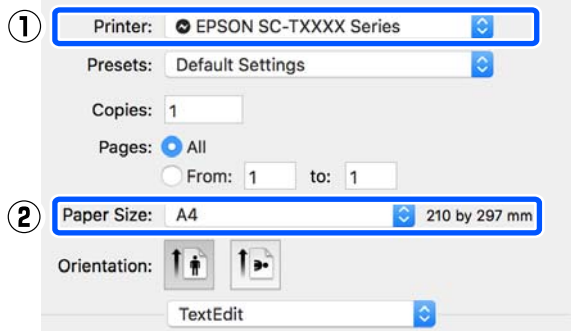 ① Printer: EPSON SC-TXXXX Series
Presets: Default Settings
Copies: 1
Pages: All
From: 1 to: 1
② Paper Size: A4 210 by 297 mm
Orientation:
TextEdit